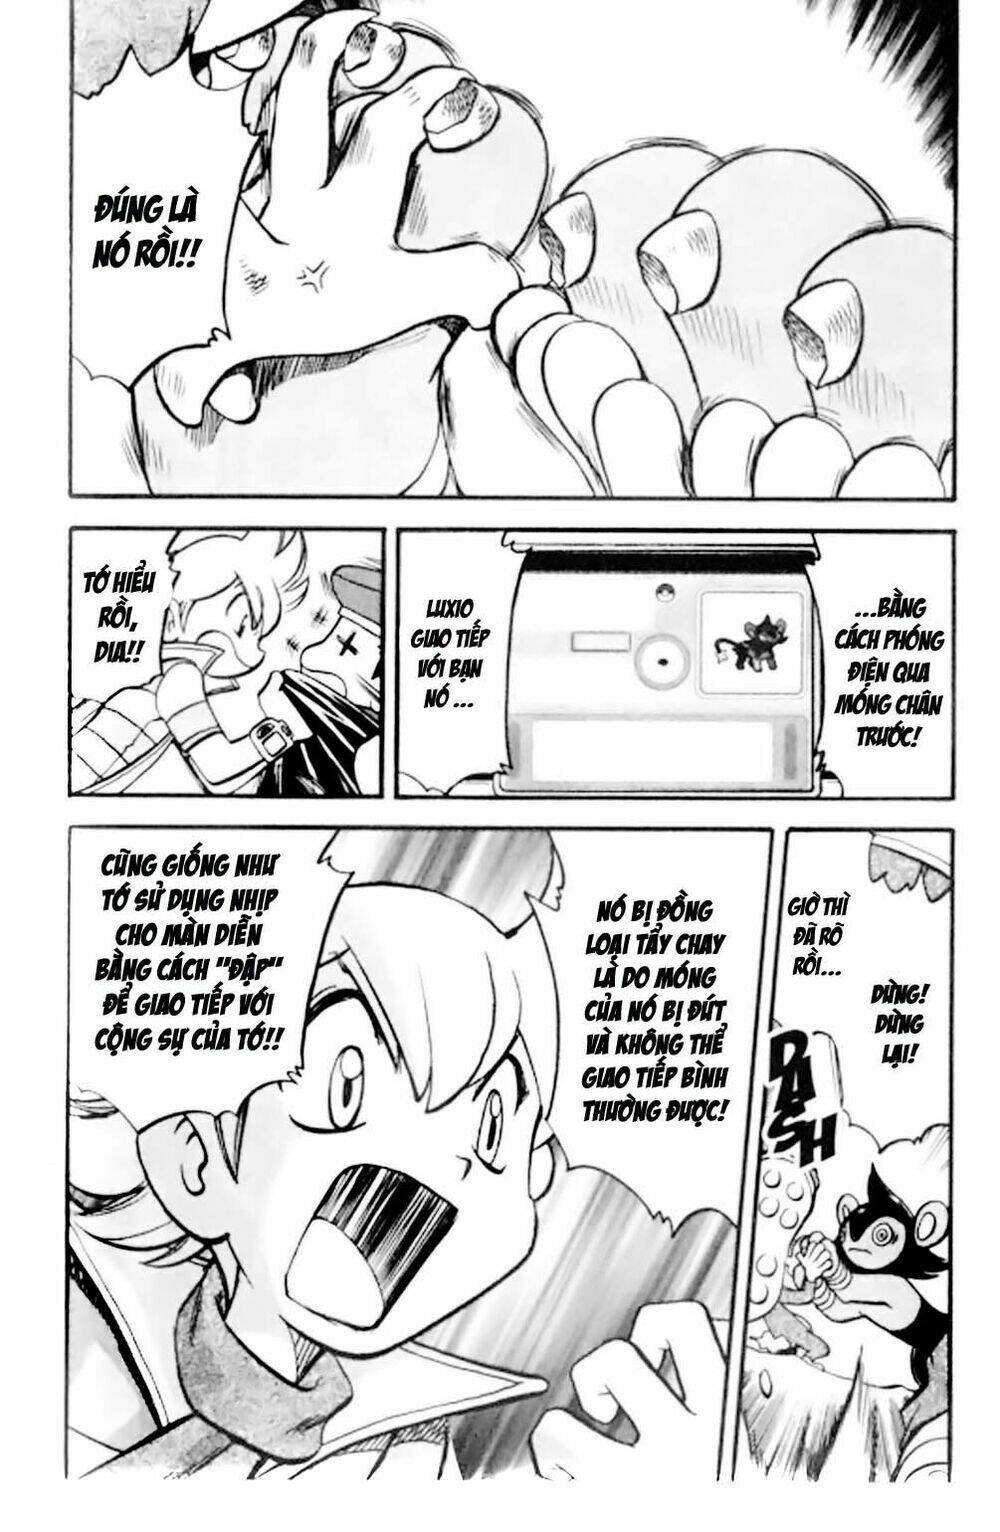 ĐÚNG LÀ
NÓ RỒI!!
LUXIO
GIAO TIẾP
VỚI BẠN
NÓ ...
...BẰNG
CÁCH PHÓNG
ĐIỆN QUA
MÓNG CHÂN
TRƯỚC!
TỚ HIỂU
RỒI,
DIA!!
DỪNG!
DỪNG
LẠI!
DASH
GIỜ THÌ
ĐÃ RÕ
RỒI...
NÓ BỊ ĐỒNG
LOẠI TẨY CHAY
LÀ DO MÓNG
CỦA NÓ BỊ ĐỨT
VÀ KHÔNG THỂ
GIAO TIẾP BÌNH
THƯỜNG ĐƯỢC!
CŨNG GIỐNG NHƯ
TỚ SỬ DỤNG NHỊP
CHO MÀN DIỄN
BẰNG CÁCH "ĐẬP"
ĐỂ GIAO TIẾP VỚI
CỘNG SỰ CỦA TỚ!!